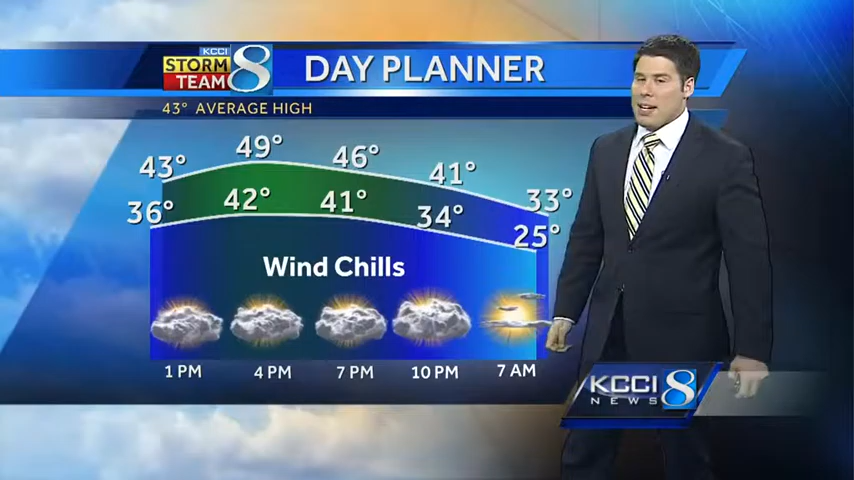 KCCI
STORM
TEAM 8
DAY PLANNER
43° AVERAGE HIGH
43° 49° 46° 41° 33°
36° 42° 41° 34° 25°
Wind Chills
1 PM 4 PM 7 PM 10 PM 7 AM
KCCI 8
NEWS